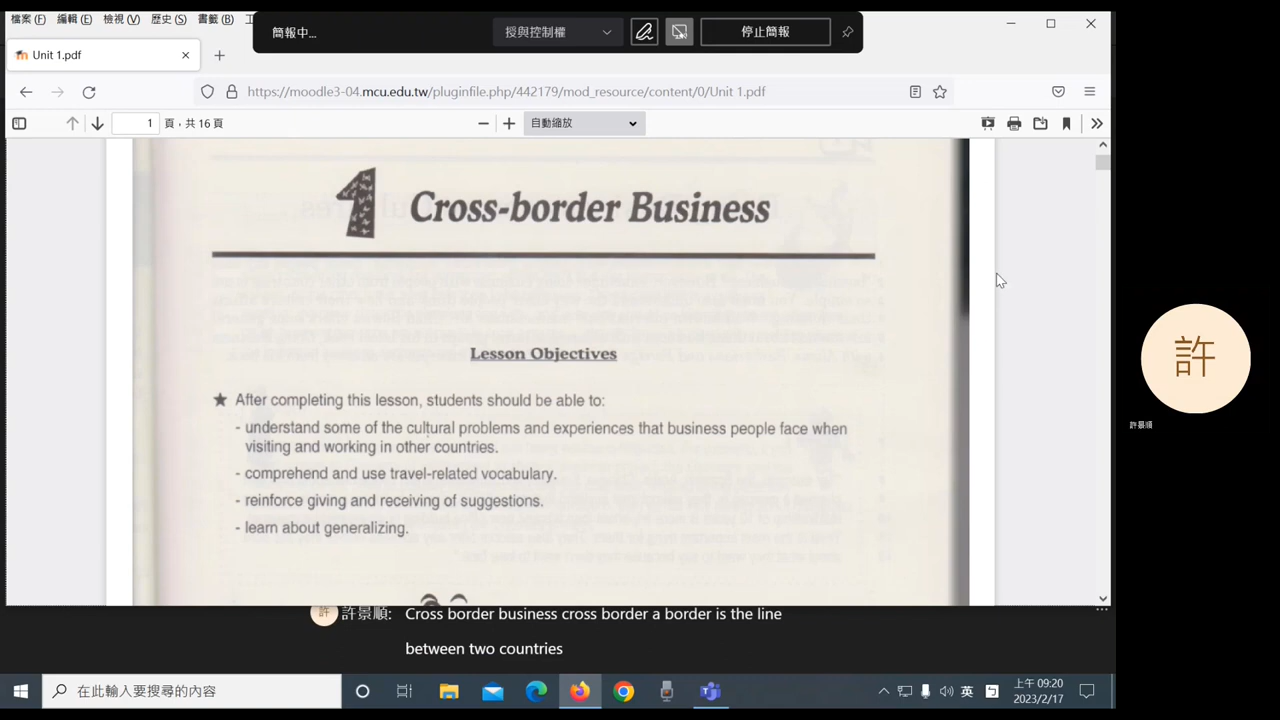 檔案(F) 編輯(E) 檢視(V) 歷史(S) 書籤(B)
簡報中...
授與控制權
停止簡報
Unit 1.pdf
https://moodle3-04.mcu.edu.tw/pluginfile.php/442179/mod_resource/content/0/Unit 1.pdf
1 頁，共 16 頁
自動縮放
1 Cross-border Business
Lesson Objectives
★ After completing this lesson, students should be able to:
- understand some of the cultural problems and experiences that business people face when
visiting and working in other countries.
- comprehend and use travel-related vocabulary.
- reinforce giving and receiving of suggestions.
- learn about generalizing.
許
許景順
許 許景順: Cross border business cross border a border is the line
between two countries
在此輸入要搜尋的內容
英
上午 09:20
2023/2/17